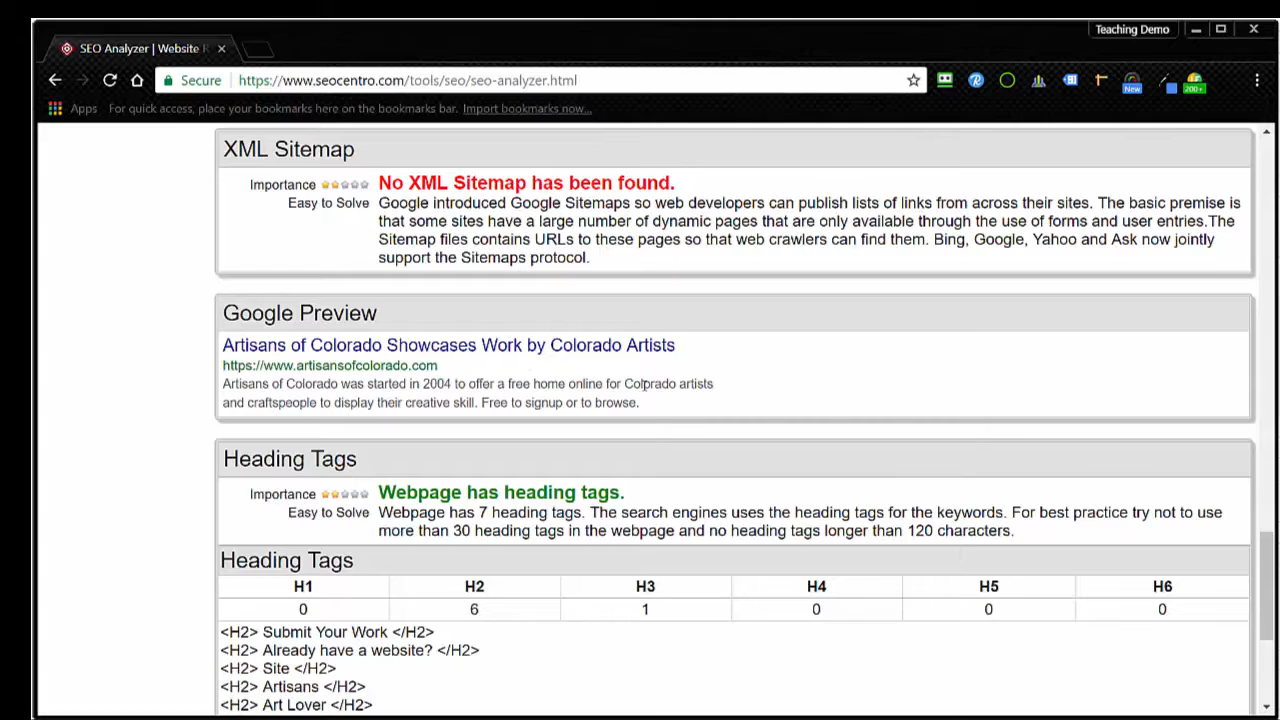 Teaching Demo
SEO Analyzer | Website R
Secure https://www.seocentro.com/tools/seo/seo-analyzer.html
New
200+
Apps For quick access, place your bookmarks here on the bookmarks bar. Import bookmarks now...
XML Sitemap
Importance No XML Sitemap has been found.
Easy to Solve Google introduced Google Sitemaps so web developers can publish lists of links from across their sites. The basic premise is
that some sites have a large number of dynamic pages that are only available through the use of forms and user entries.The
Sitemap files contains URLs to these pages so that web crawlers can find them. Bing, Google, Yahoo and Ask now jointly
support the Sitemaps protocol.
Google Preview
Artisans of Colorado Showcases Work by Colorado Artists
https://www.artisansofcolorado.com
Artisans of Colorado was started in 2004 to offer a free home online for Colorado artists
and craftspeople to display their creative skill. Free to signup or to browse.
Heading Tags
Importance Webpage has heading tags.
Easy to Solve Webpage has 7 heading tags. The search engines uses the heading tags for the keywords. For best practice try not to use
more than 30 heading tags in the webpage and no heading tags longer than 120 characters.
Heading Tags
H1 H2 H3 H4 H5 H6
0 6 1 0 0 0
<H2> Submit Your Work </H2>
<H2> Already have a website? </H2>
<H2> Site </H2>
<H2> Artisans </H2>
<H2> Art Lover </H2>